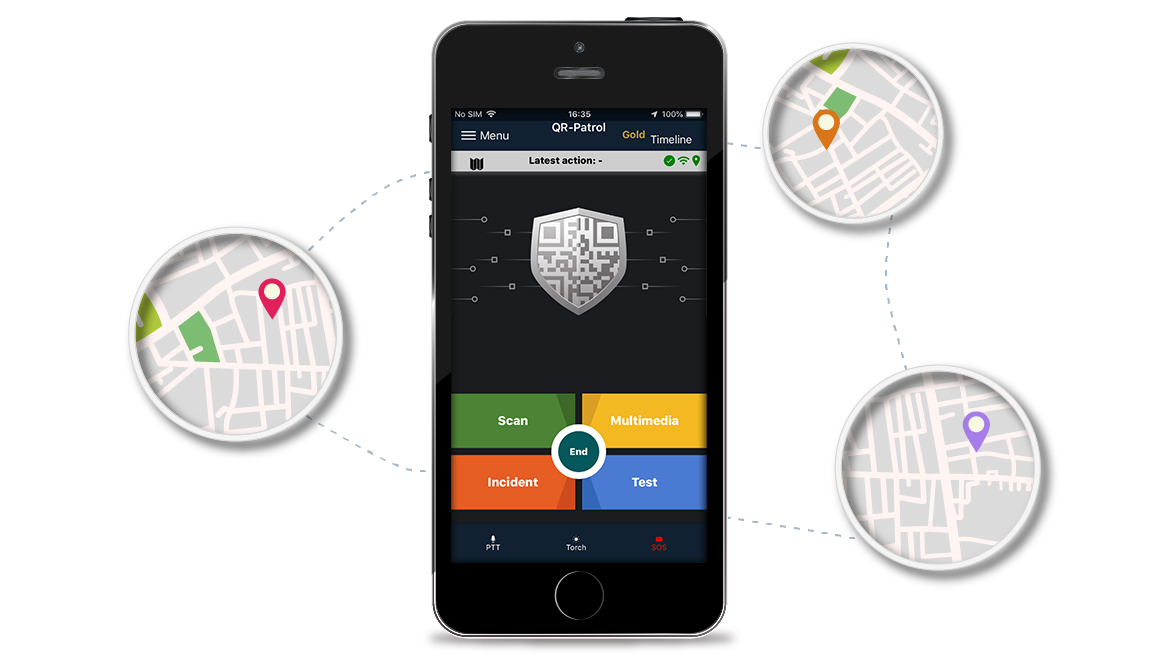 No SIM 16:35 100%
Menu QR-Patrol Gold Timeline
Latest action: -
Scan Multimedia
End
Incident Test
PTT Torch SOS